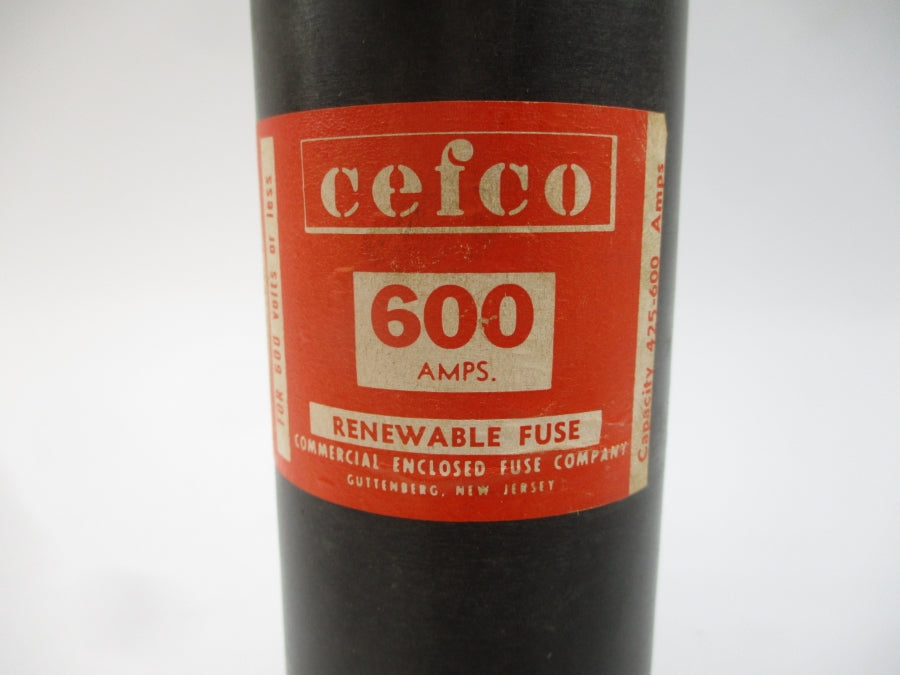 cefco
600
AMPS.
RENEWABLE FUSE
COMMERCIAL ENCLOSED FUSE COMPANY
GUTTENBERG, NEW JERSEY
FOR 600 volts or less
Capacity 425-600 Amps